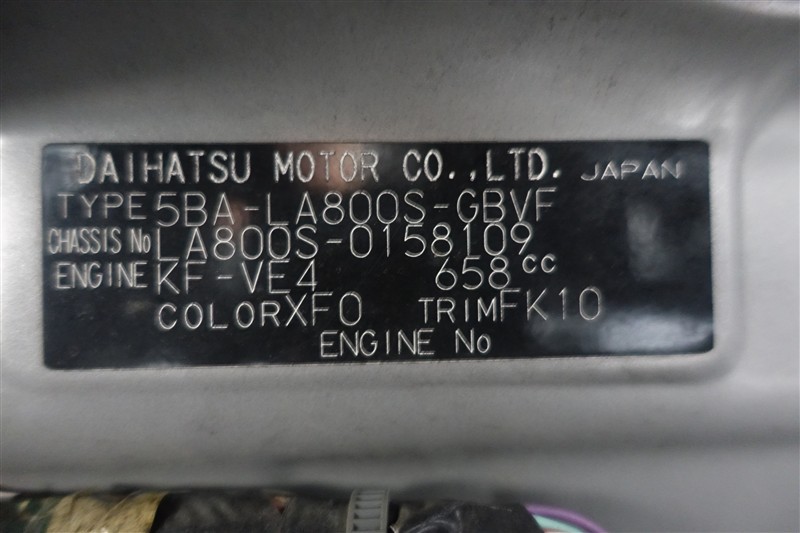 DAIHATSU MOTOR CO.,LTD. JAPAN
TYPE 5BA-LA800S-GBVF
CHASSIS No LA800S-0158109
ENGINE KF-VE4 658cc
COLOR XF0 TRIM FK10
ENGINE No